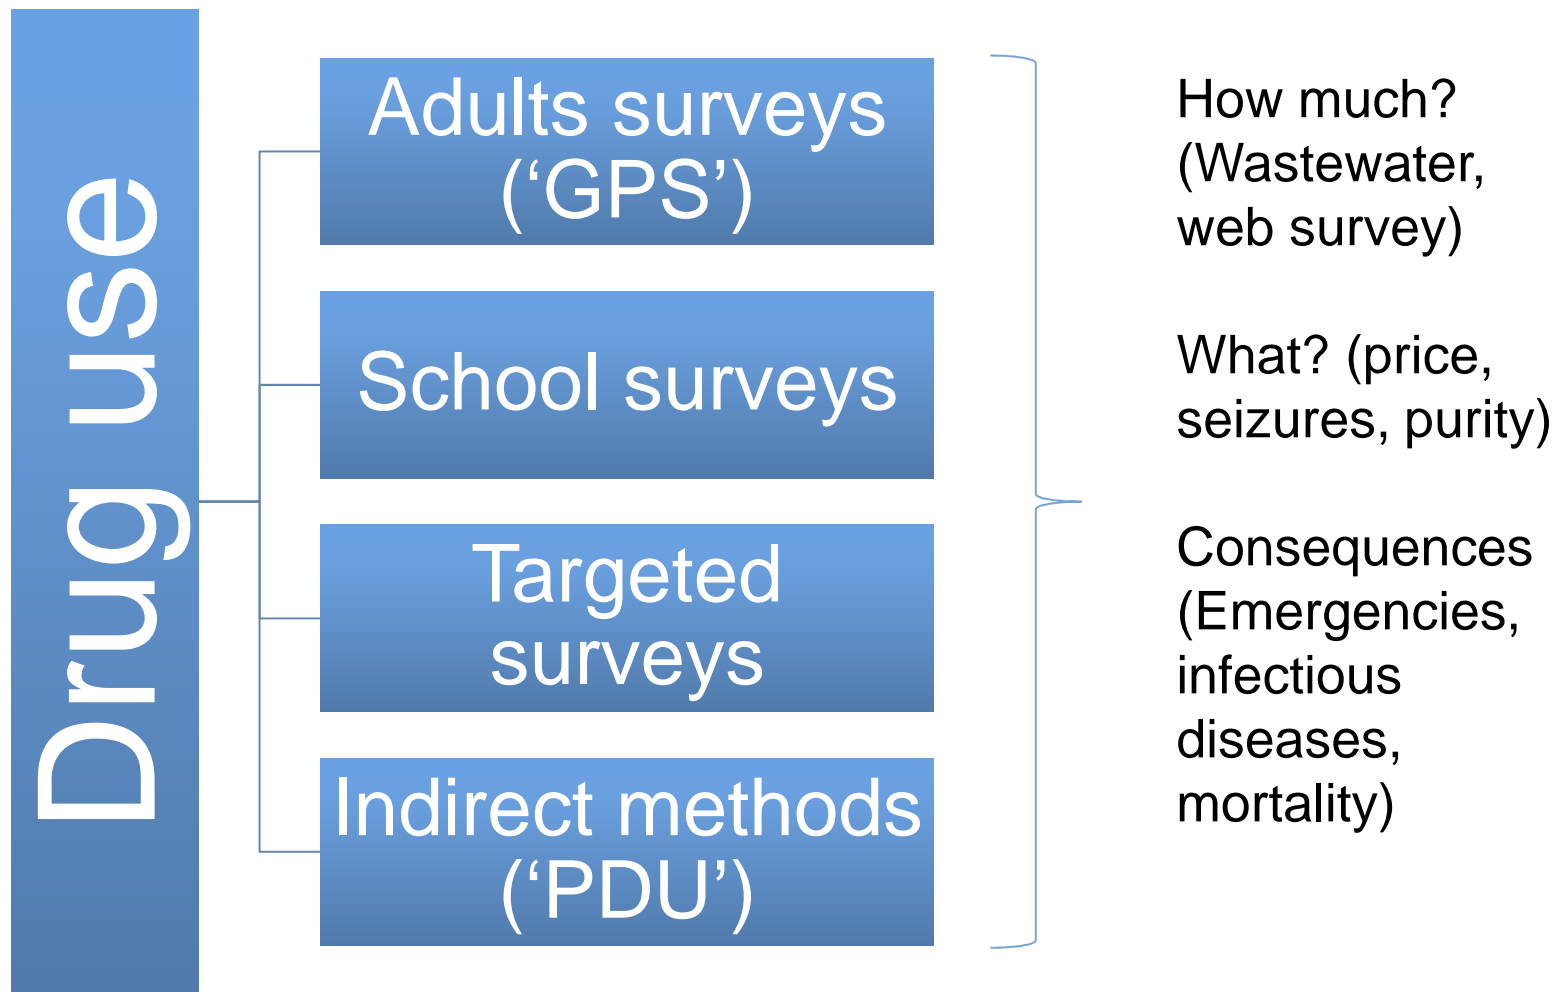 Drug use
Adults surveys
(‘GPS’)
School surveys
Targeted
surveys
Indirect methods
(‘PDU’)
How much?
(Wastewater,
web survey)
What? (price,
seizures, purity)
Consequences
(Emergencies,
infectious
diseases,
mortality)